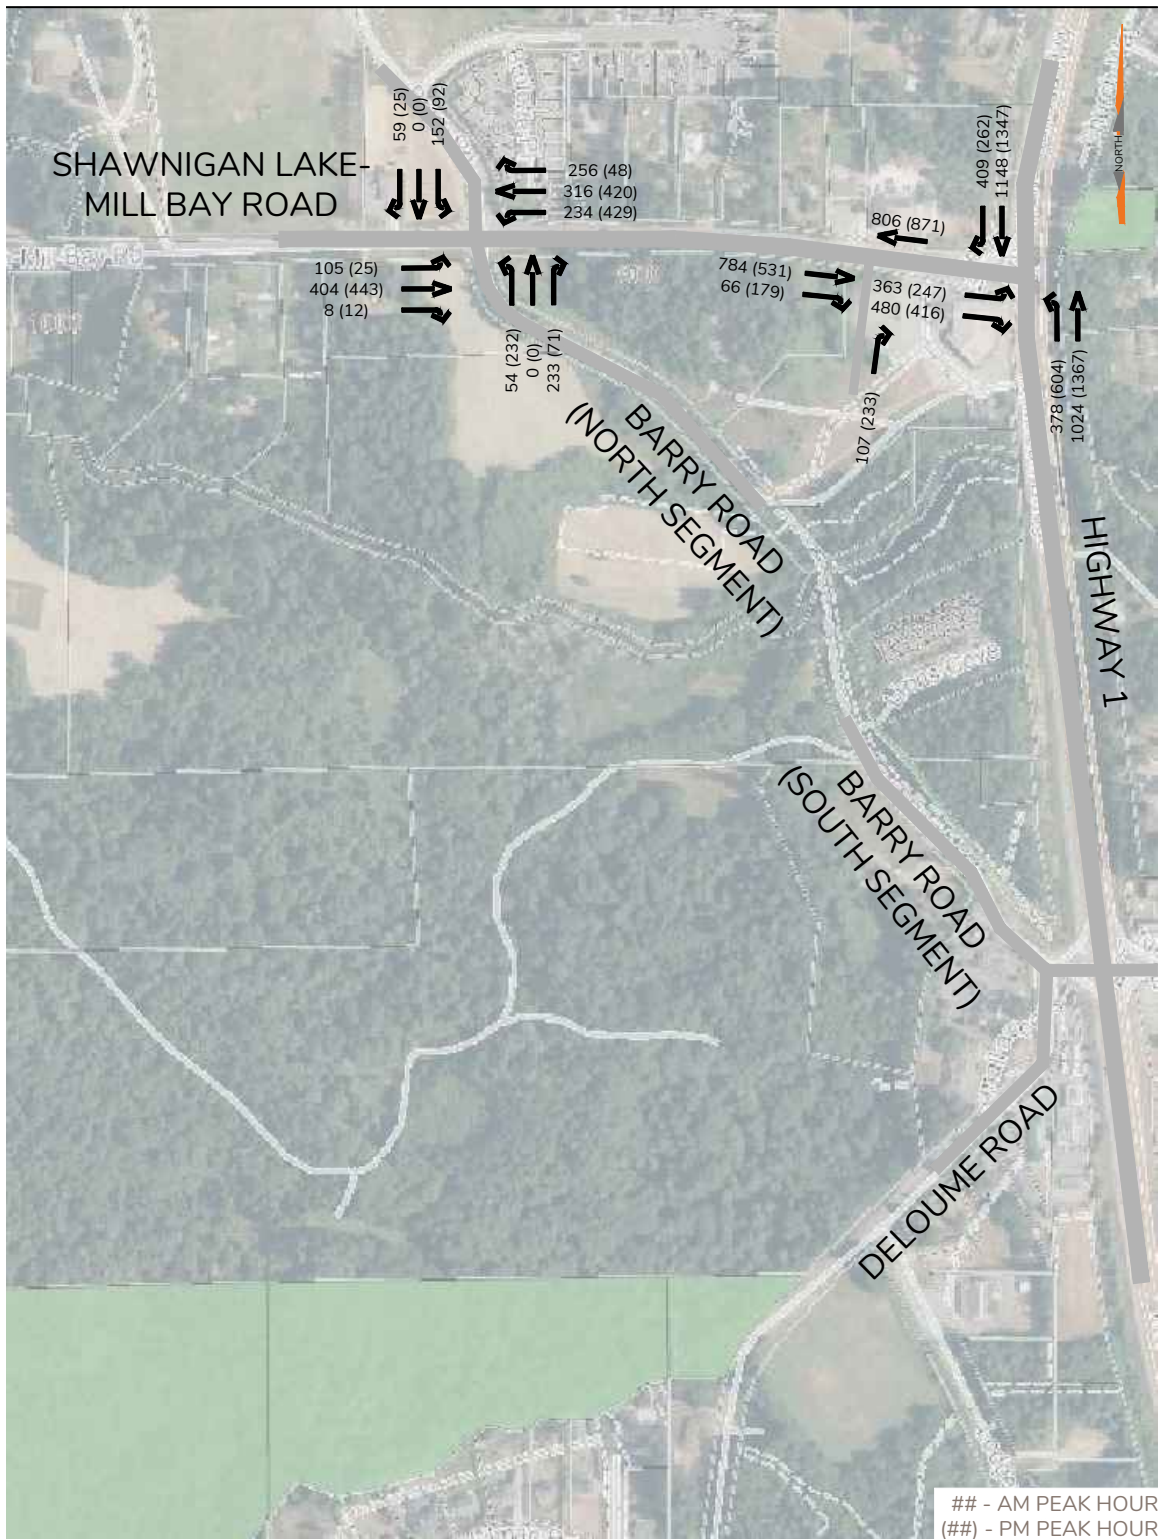 59 (25)
0 (0)
152 (92)
SHAWNIGAN LAKE-
MILL BAY ROAD
256 (48)
316 (420)
234 (429)
105 (25)
404 (443)
8 (12)
54 (232)
0 (0)
233 (71)
806 (871)
784 (531)
66 (179)
107 (233)
409 (262)
1148 (1347)
363 (247)
480 (416)
378 (604)
1024 (1367)
NORTH
Mill Bay Rd
BARRY ROAD
(NORTH SEGMENT)
HIGHWAY 1
BARRY ROAD
(SOUTH SEGMENT)
DELOUME ROAD
## - AM PEAK HOUR
(##) - PM PEAK HOUR